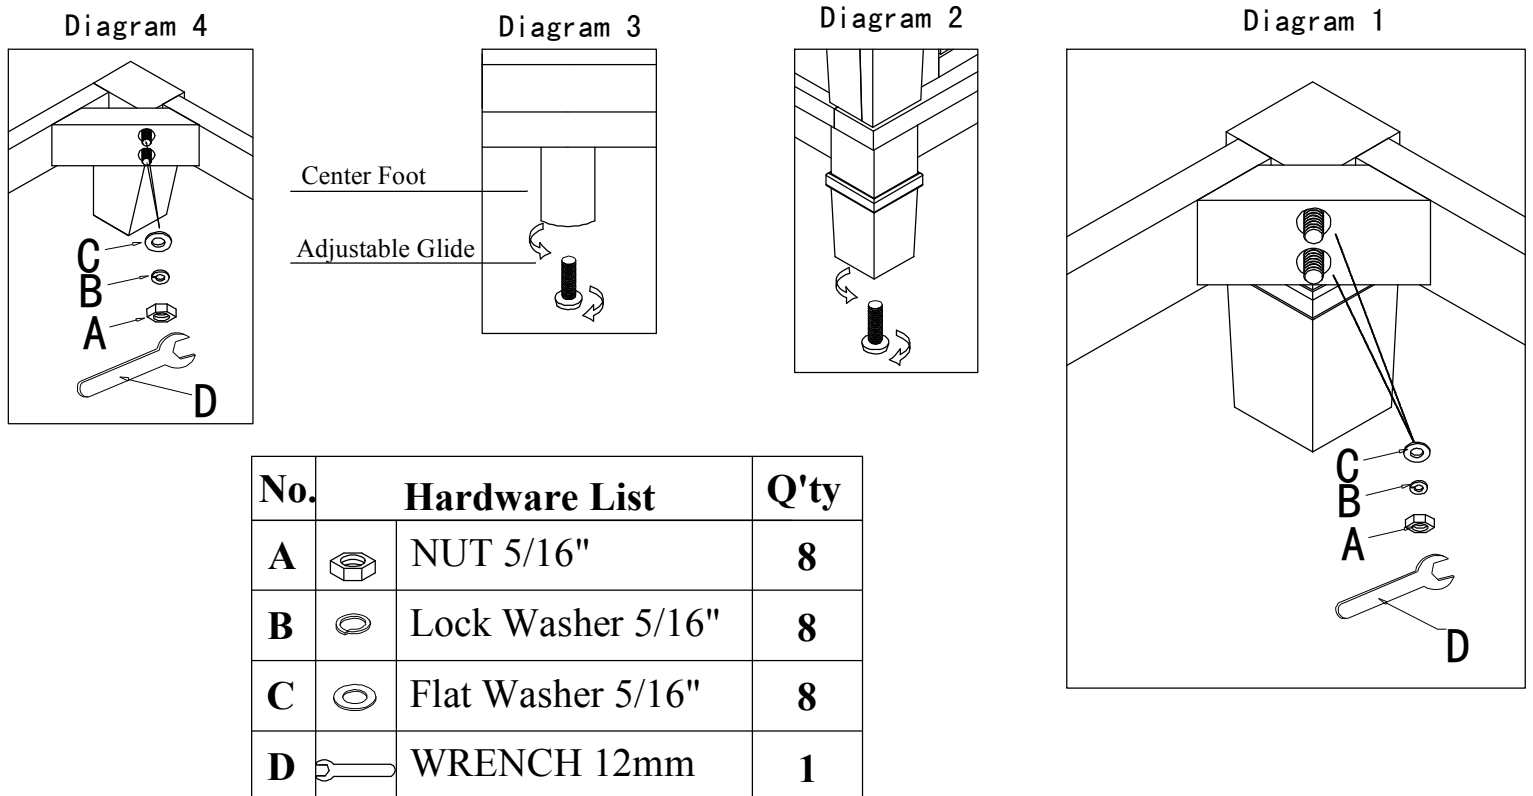 Diagram 4
Diagram 3
Diagram 2
Diagram 1
Center Foot
Adjustable Glide
C
B
A
D
C
B
A
D
No. Hardware List Q'ty
A NUT 5/16" 8
B Lock Washer 5/16" 8
C Flat Washer 5/16" 8
D WRENCH 12mm 1